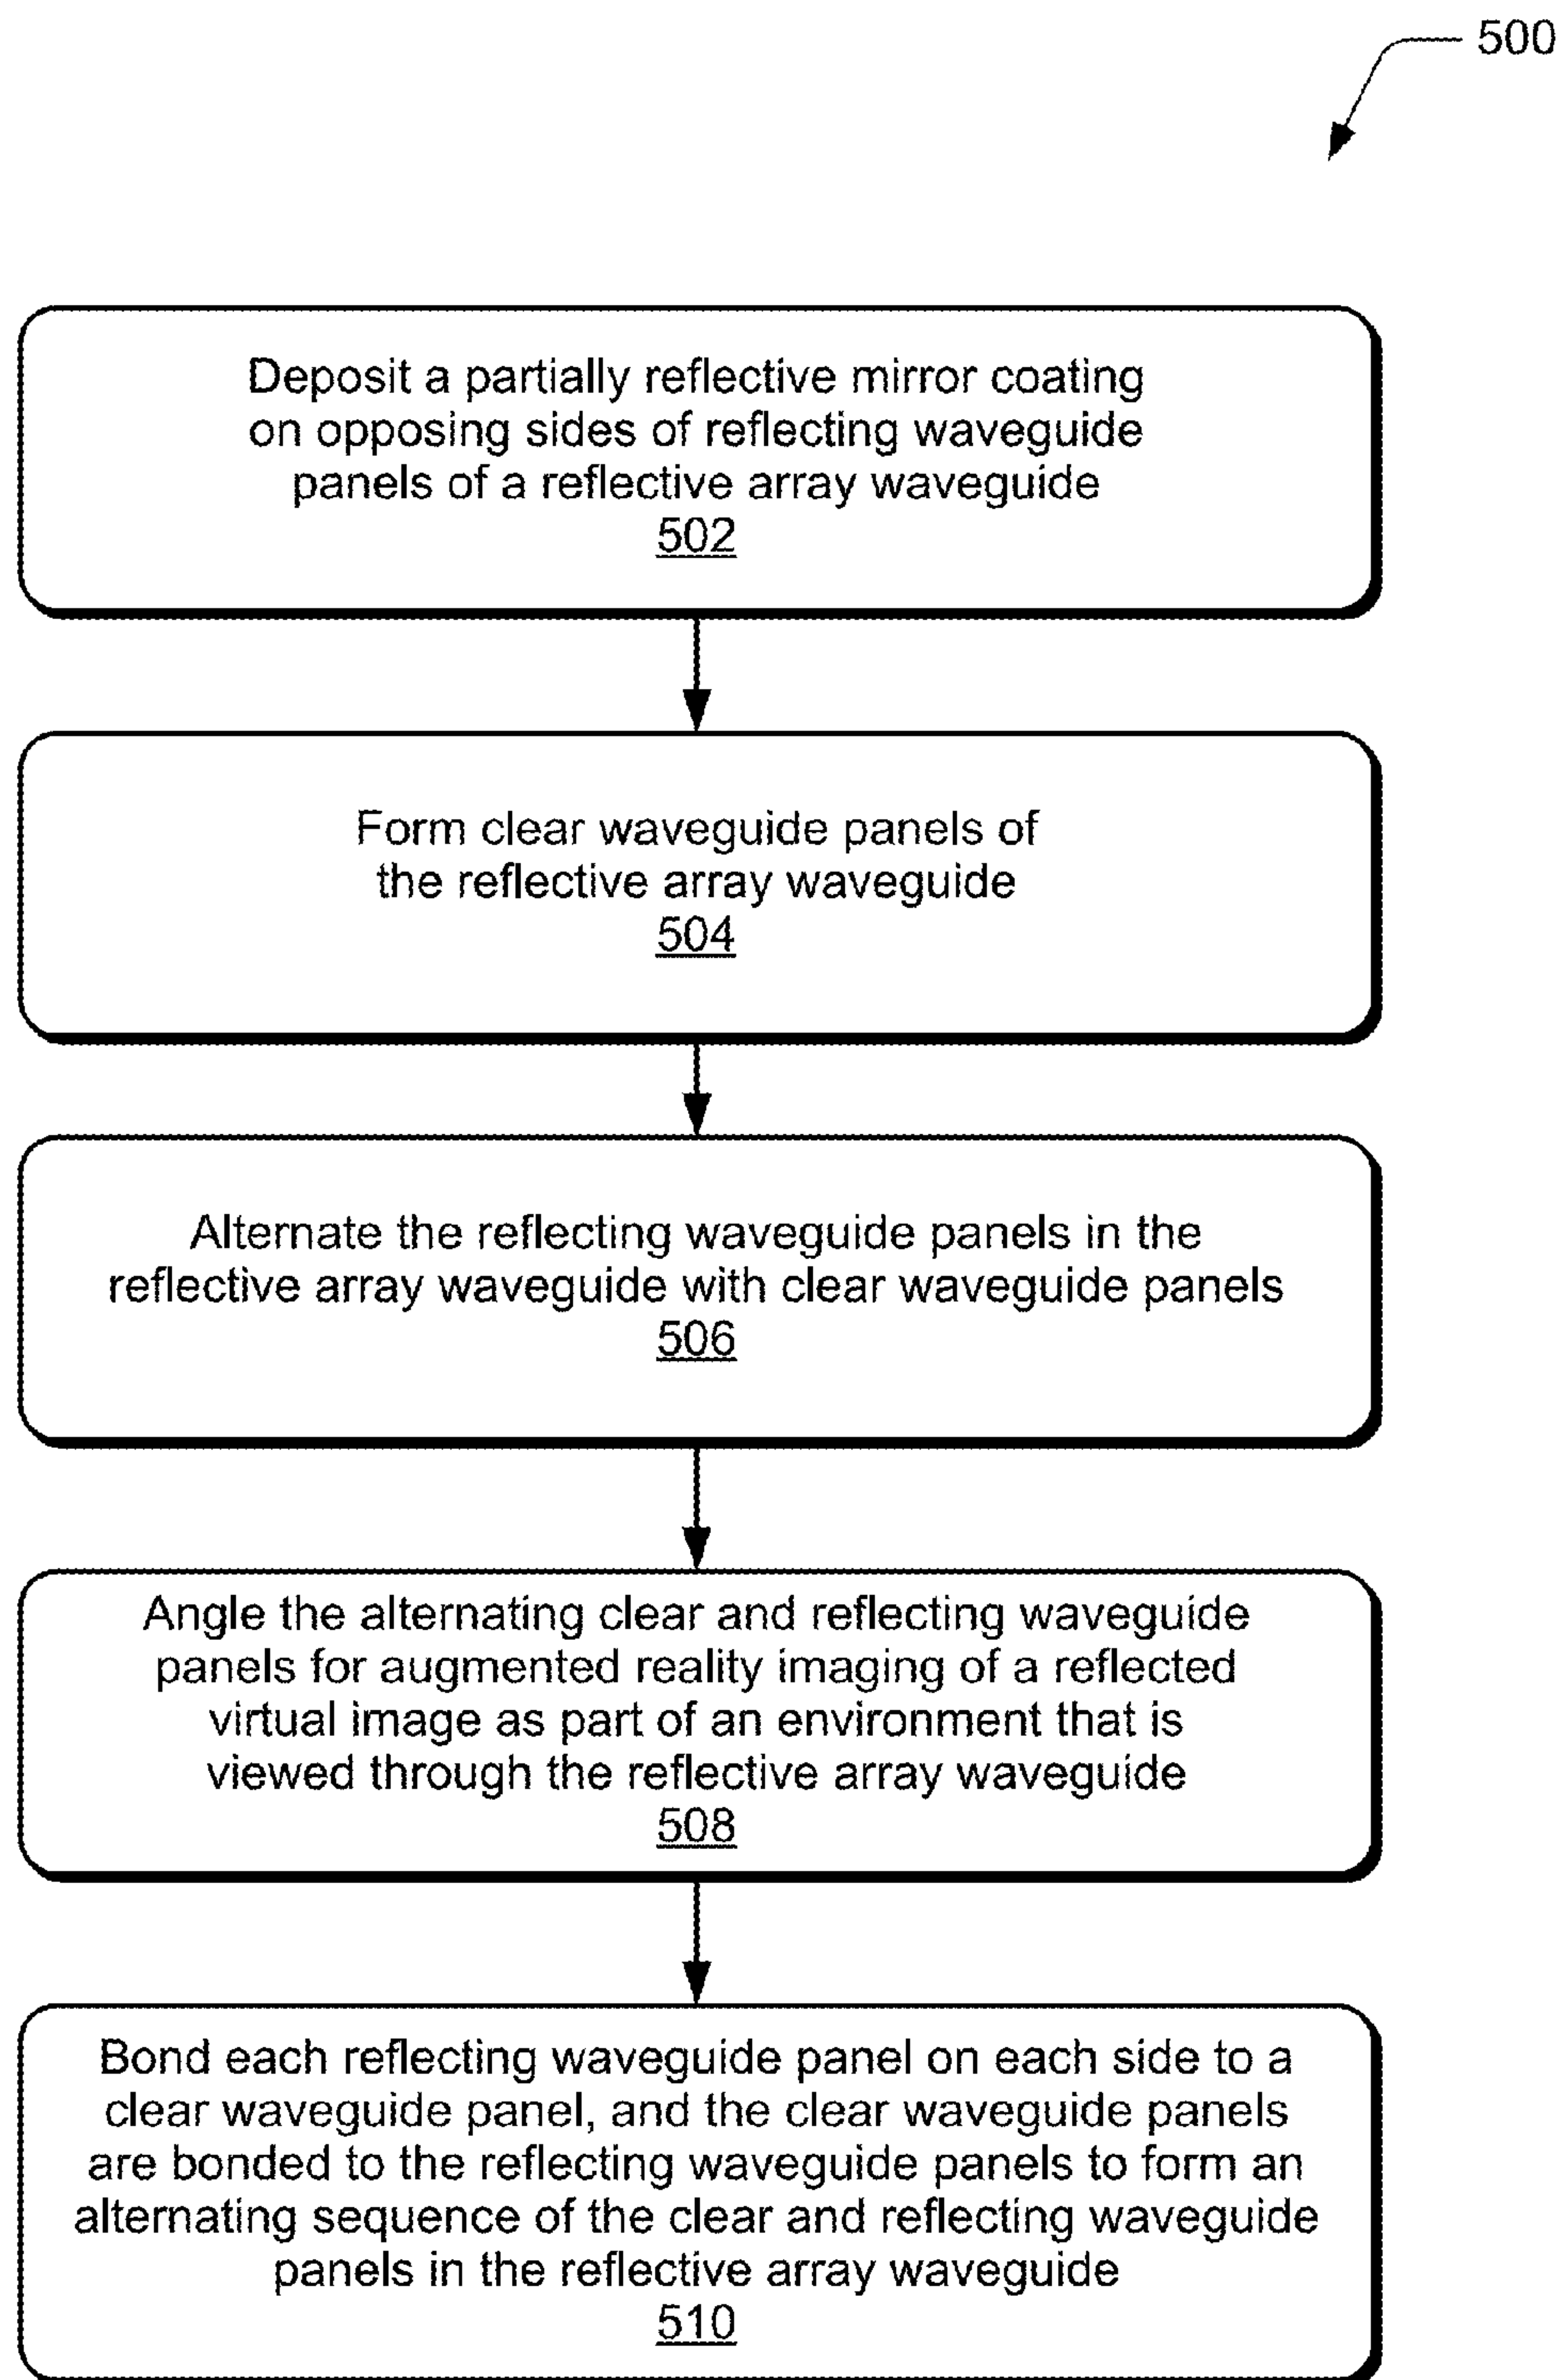 500
Deposit a partially reflective mirror coating
on opposing sides of reflecting waveguide
panels of a reflective array waveguide
502
Form clear waveguide panels of
the reflective array waveguide
504
Alternate the reflecting waveguide panels in the
reflective array waveguide with clear waveguide panels
506
Angle the alternating clear and reflecting waveguide
panels for augmented reality imaging of a reflected
virtual image as part of an environment that is
viewed through the reflective array waveguide
508
Bond each reflecting waveguide panel on each side to a
clear waveguide panel, and the clear waveguide panels
are bonded to the reflecting waveguide panels to form an
alternating sequence of the clear and reflecting waveguide
panels in the reflective array waveguide
510